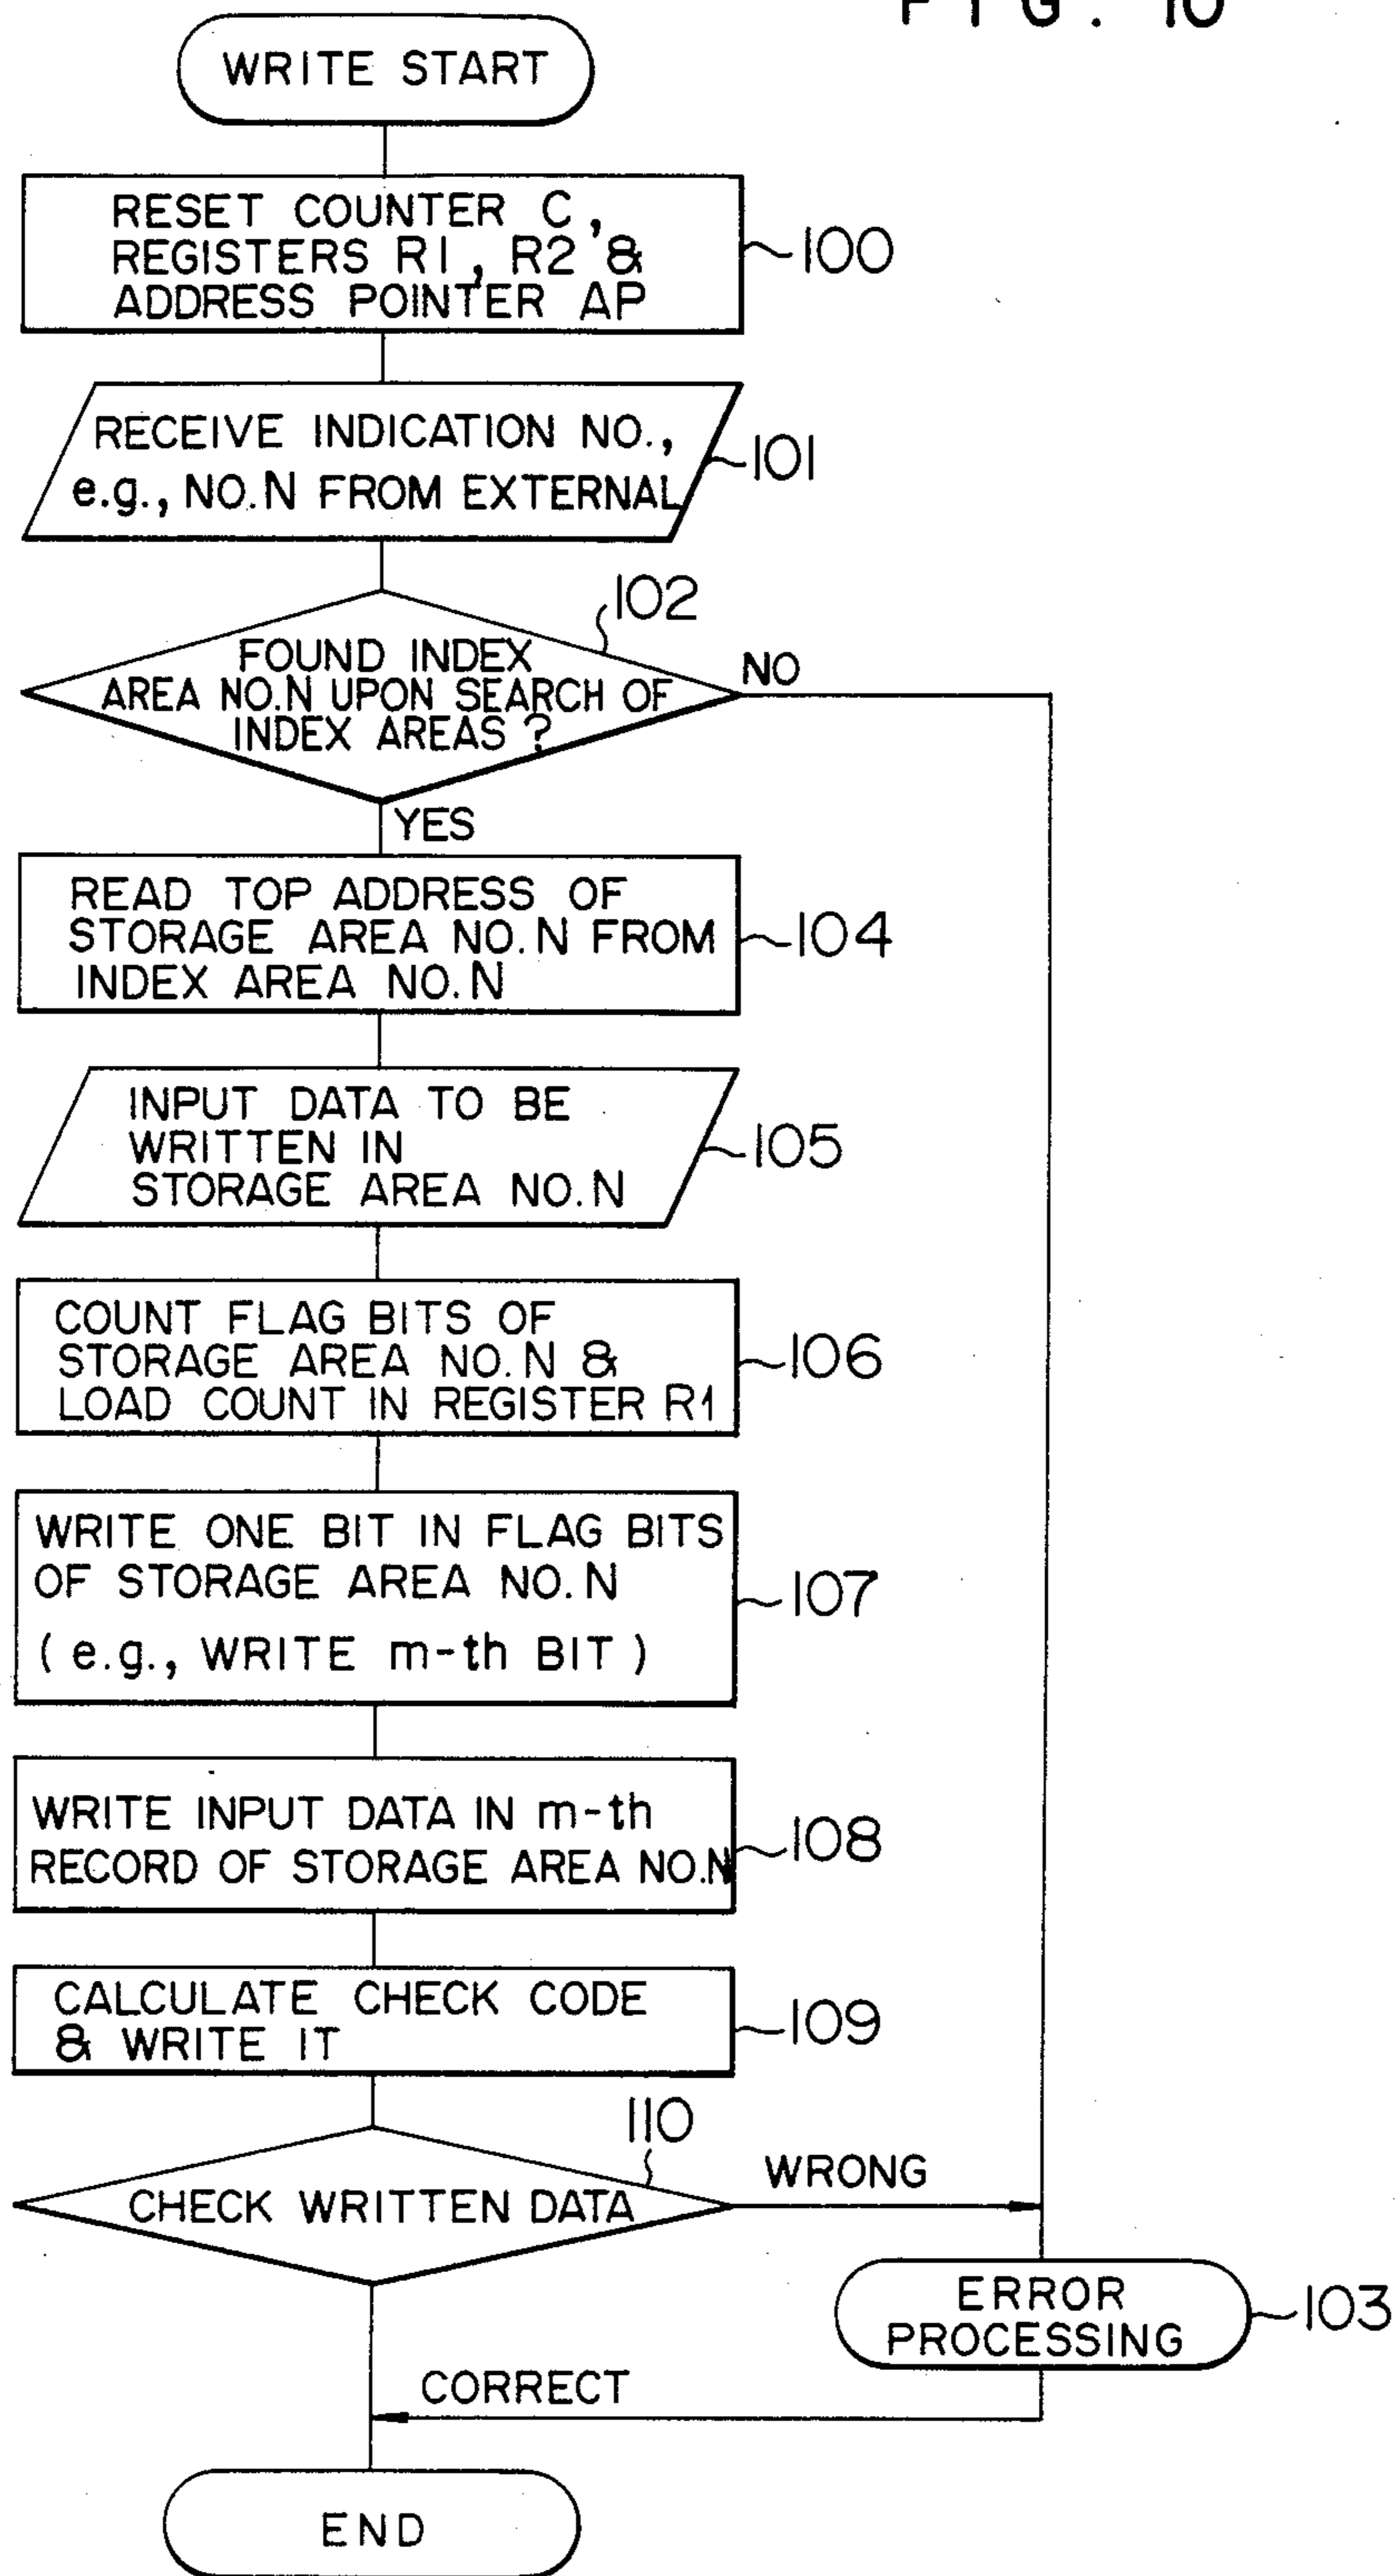 FIG. 10
WRITE START
RESET COUNTER C,
REGISTERS R1, R2 &
ADDRESS POINTER AP
100
RECEIVE INDICATION NO.,
e.g., NO.N FROM EXTERNAL
101
102
FOUND INDEX
AREA NO.N UPON SEARCH OF
INDEX AREAS ?
NO
YES
READ TOP ADDRESS OF
STORAGE AREA NO.N FROM
INDEX AREA NO.N
104
INPUT DATA TO BE
WRITTEN IN
STORAGE AREA NO.N
105
COUNT FLAG BITS OF
STORAGE AREA NO.N &
LOAD COUNT IN REGISTER R1
106
WRITE ONE BIT IN FLAG BITS
OF STORAGE AREA NO.N
(e.g., WRITE m-th BIT)
107
WRITE INPUT DATA IN m-th
RECORD OF STORAGE AREA NO.N
108
CALCULATE CHECK CODE
& WRITE IT
109
110
CHECK WRITTEN DATA
WRONG
ERROR
PROCESSING
103
CORRECT
END